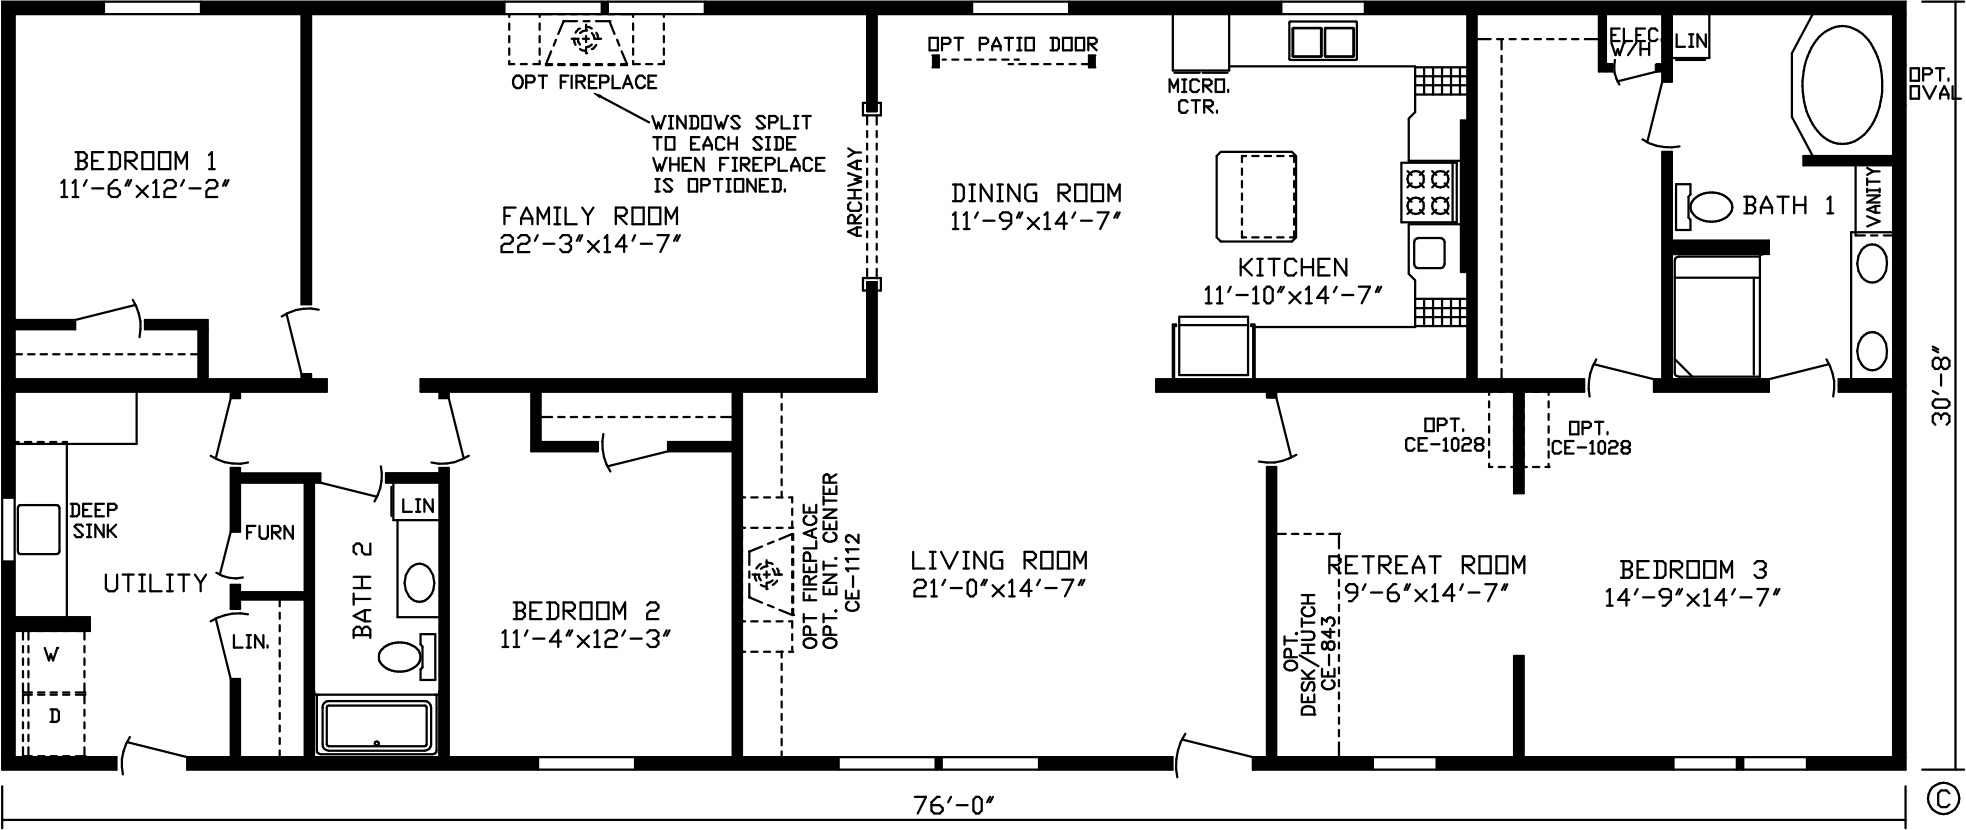 BEDROOM 1
11'-6"x12'-2"
OPT FIREPLACE
WINDOWS SPLIT
TO EACH SIDE
WHEN FIREPLACE
IS OPTIONED.
FAMILY ROOM
22'-3"x14'-7"
ARCHWAY
OPT PATIO DOOR
DINING ROOM
11'-9"x14'-7"
MICRO.
CTR.
KITCHEN
11'-10"x14'-7"
ELEC.
W/H
LIN
OPT.
OVAL
BATH 1
VANITY
30'-8"
DEEP
SINK
UTILITY
W
D
FURN
LIN.
LIN
BATH 2
BEDROOM 2
11'-4"x12'-3"
OPT FIREPLACE
OPT. ENT. CENTER
CE-1112
LIVING ROOM
21'-0"x14'-7"
OPT.
CE-1028
OPT.
CE-1028
RETREAT ROOM
9'-6"x14'-7"
OPT.
DESK/HUTCH
CE-843
BEDROOM 3
14'-9"x14'-7"
76'-0"
©